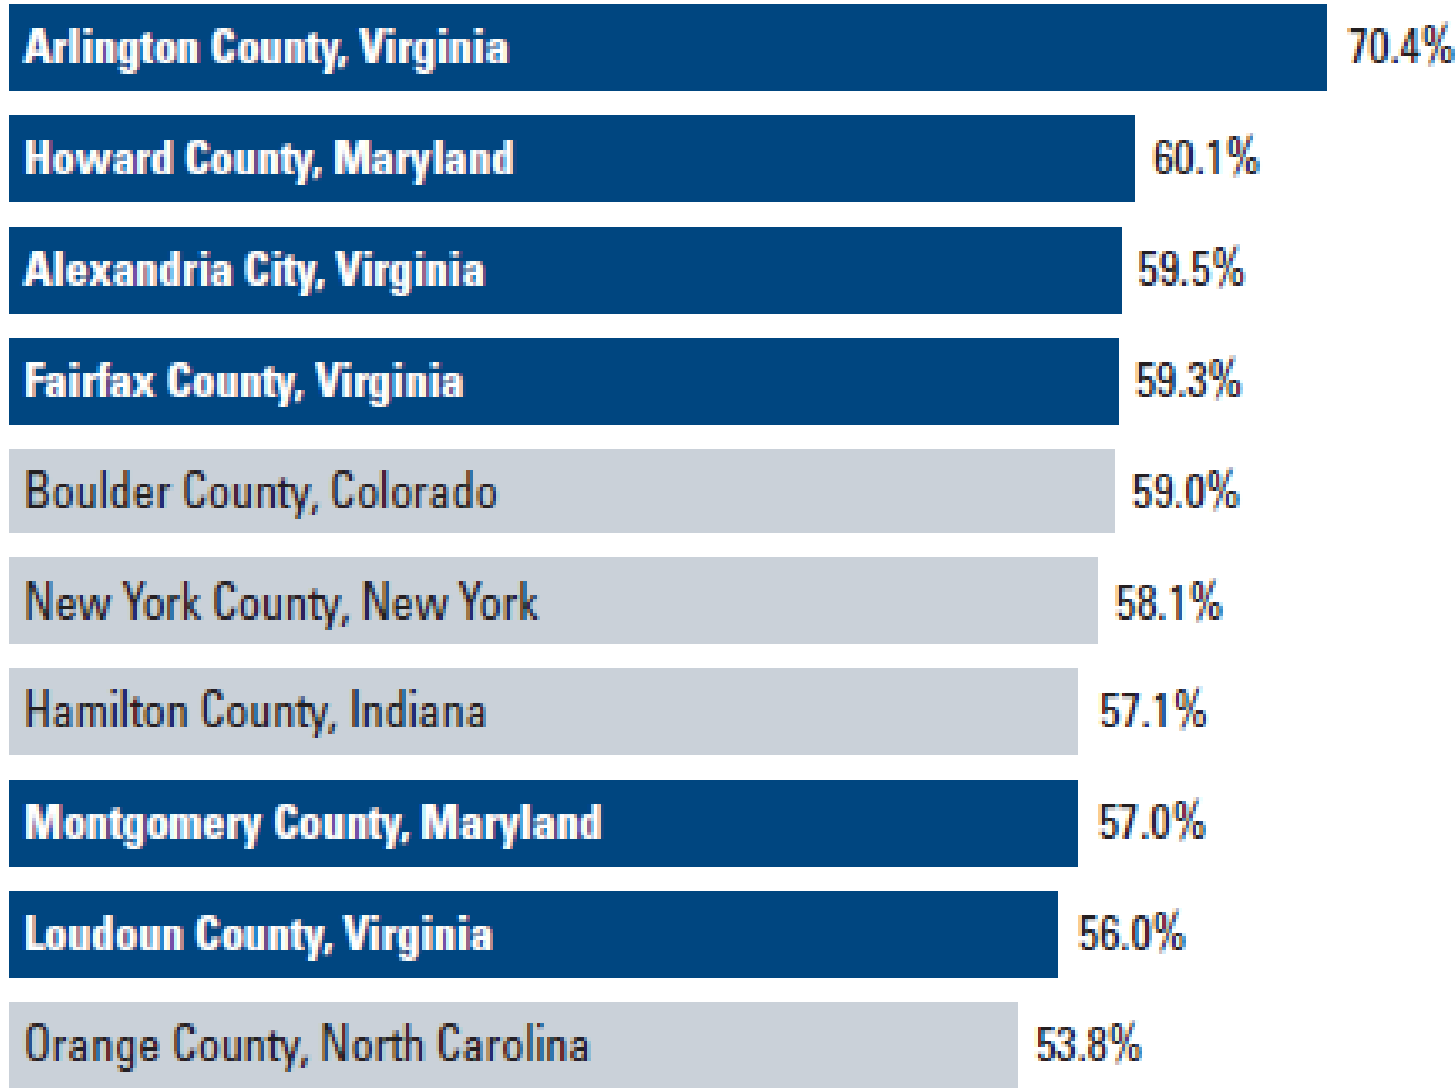 Arlington County, Virginia 70.4%
Howard County, Maryland 60.1%
Alexandria City, Virginia 59.5%
Fairfax County, Virginia 59.3%
Boulder County, Colorado 59.0%
New York County, New York 58.1%
Hamilton County, Indiana 57.1%
Montgomery County, Maryland 57.0%
Loudoun County, Virginia 56.0%
Orange County, North Carolina 53.8%